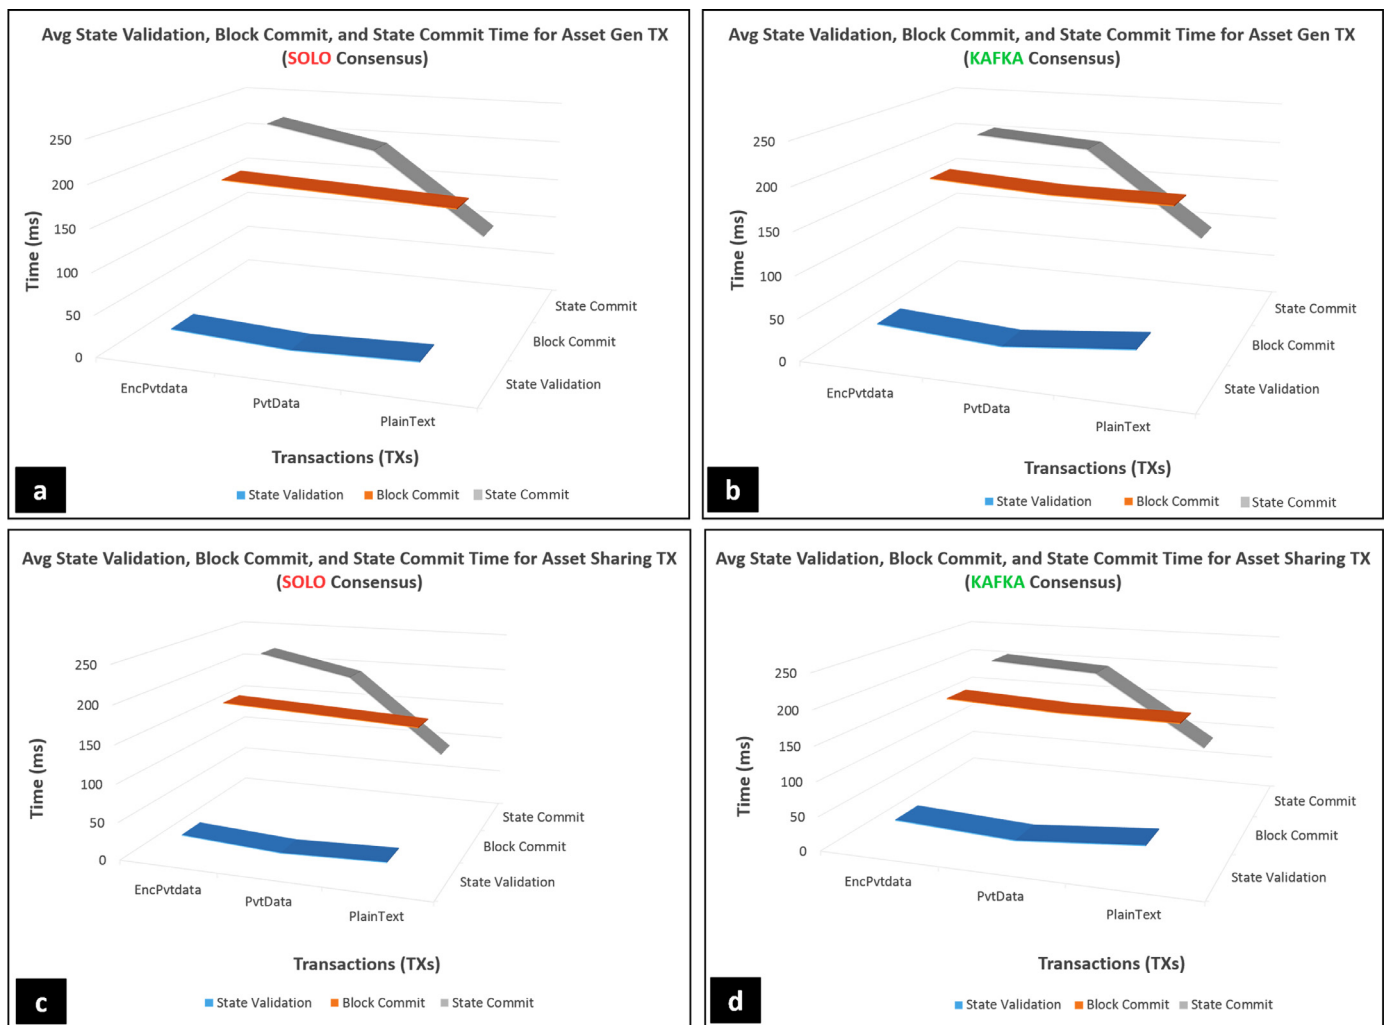 Avg State Validation, Block Commit, and State Commit Time for Asset Gen TX
(SOLO Consensus)
250
200
150
100
50
0
Time (ms)
EncPvtdata
PvtData
PlainText
State Commit
Block Commit
State Validation
Transactions (TXs)
State Validation Block Commit State Commit
a
Avg State Validation, Block Commit, and State Commit Time for Asset Gen TX
(KAFKA Consensus)
250
200
150
100
50
0
Time (ms)
EncPvtdata
PvtData
PlainText
State Commit
Block Commit
State Validation
Transactions (TXs)
State Validation Block Commit State Commit
b
Avg State Validation, Block Commit, and State Commit Time for Asset Sharing TX
(SOLO Consensus)
250
200
150
100
50
0
Time (ms)
EncPvtdata
PvtData
PlainText
State Commit
Block Commit
State Validation
Transactions (TXs)
State Validation Block Commit State Commit
c
Avg State Validation, Block Commit, and State Commit Time for Asset Sharing TX
(KAFKA Consensus)
250
200
150
100
50
0
Time (ms)
EncPvtdata
PvtData
PlainText
State Commit
Block Commit
State Validation
Transactions (TXs)
State Validation Block Commit State Commit
d